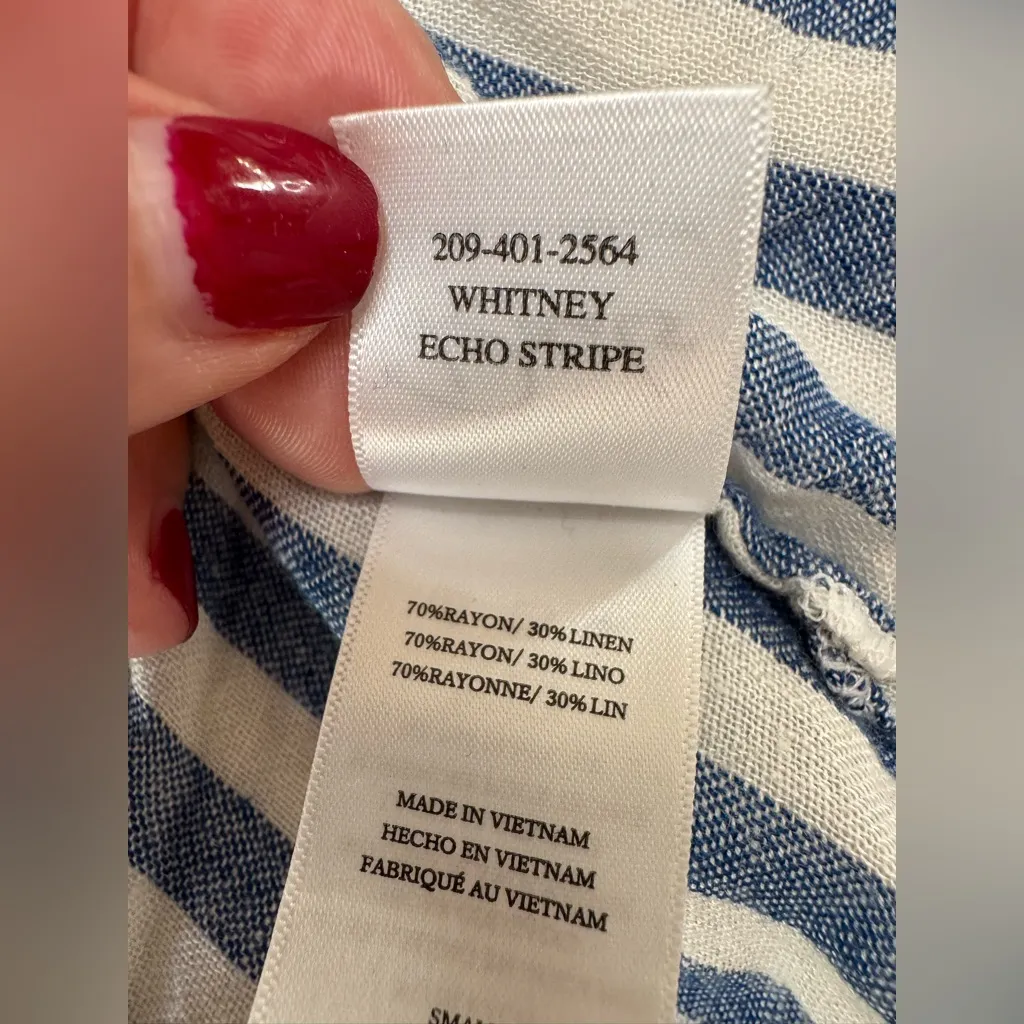 209-401-2564
WHITNEY
ECHO STRIPE
70%RAYON/ 30% LINEN
70%RAYON/ 30% LINO
70%RAYONNE/ 30% LIN
MADE IN VIETNAM
HECHO EN VIETNAM
FABRIQUÉ AU VIETNAM